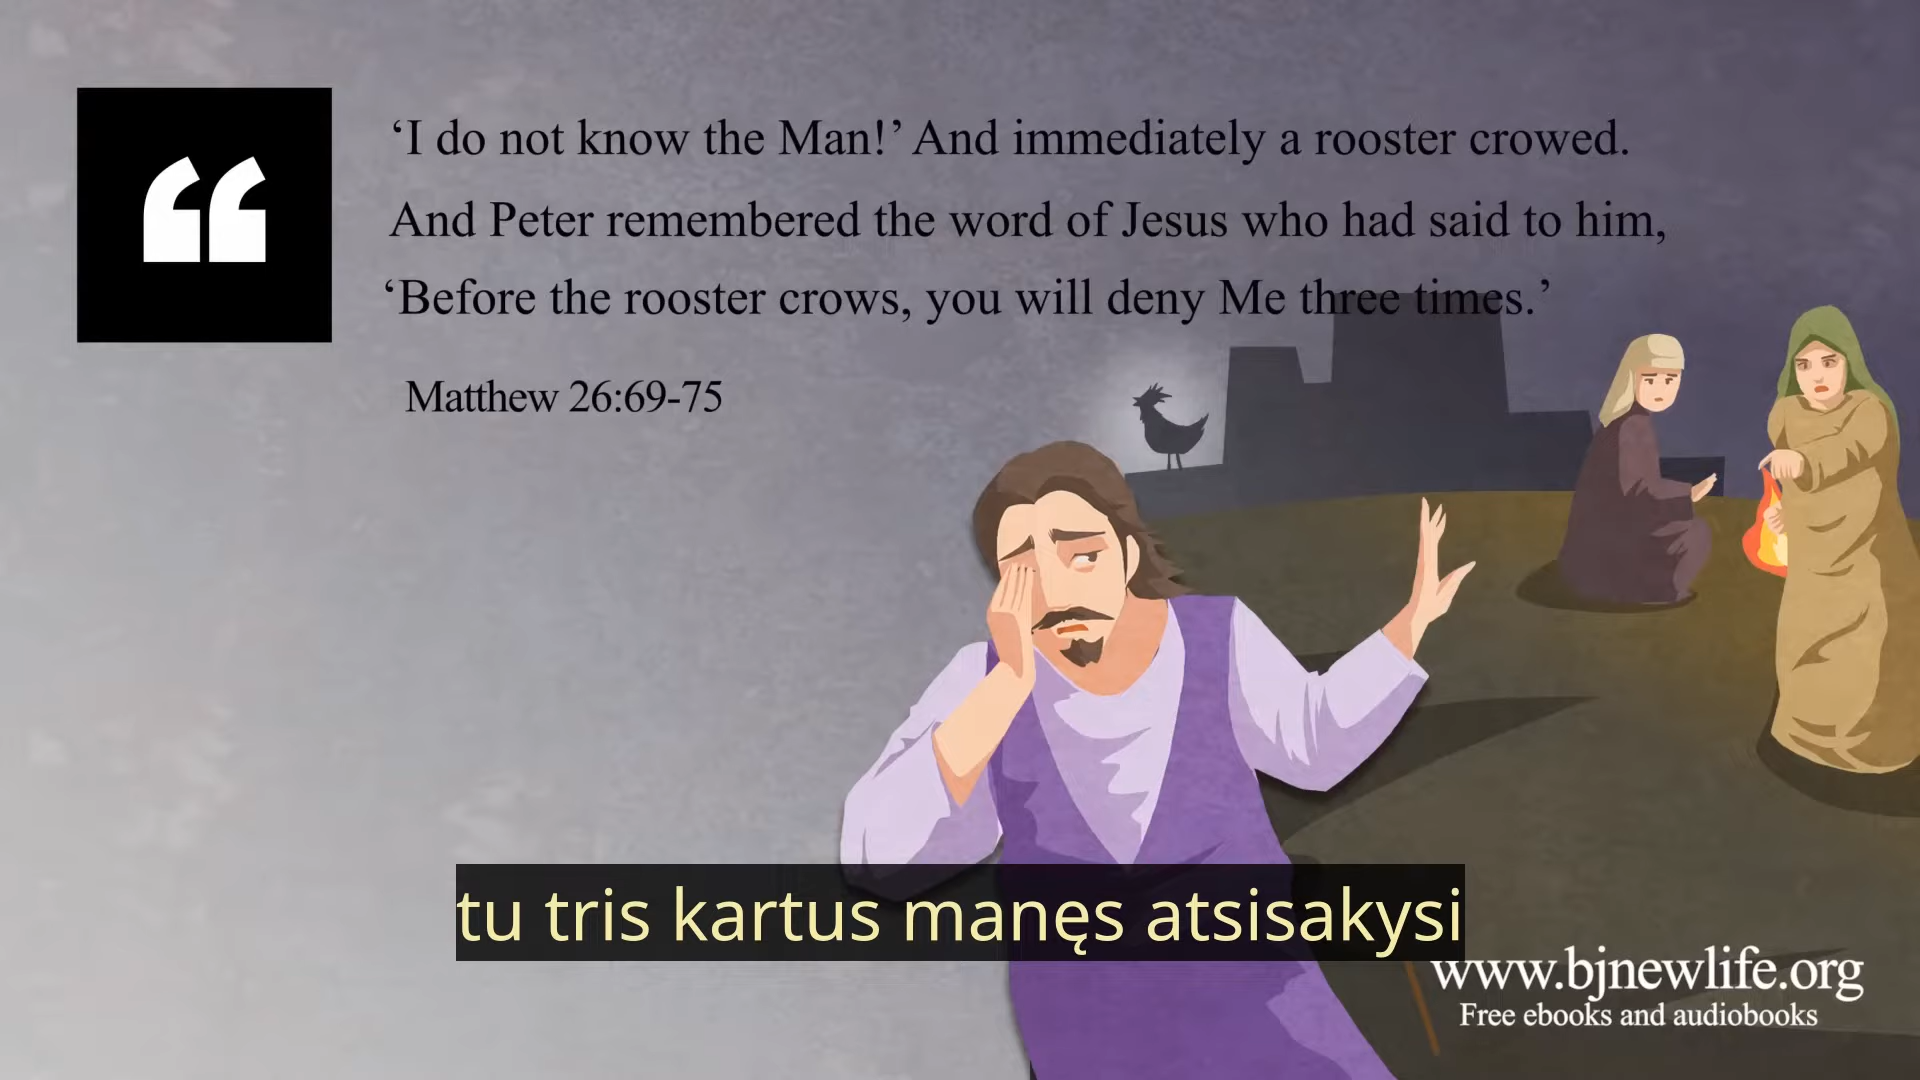 ‘I do not know the Man!’ And immediately a rooster crowed.
And Peter remembered the word of Jesus who had said to him,
‘Before the rooster crows, you will deny Me three times.’
Matthew 26:69-75
tu tris kartus manęs atsisakysi
www.bjnewlife.org
Free ebooks and audiobooks